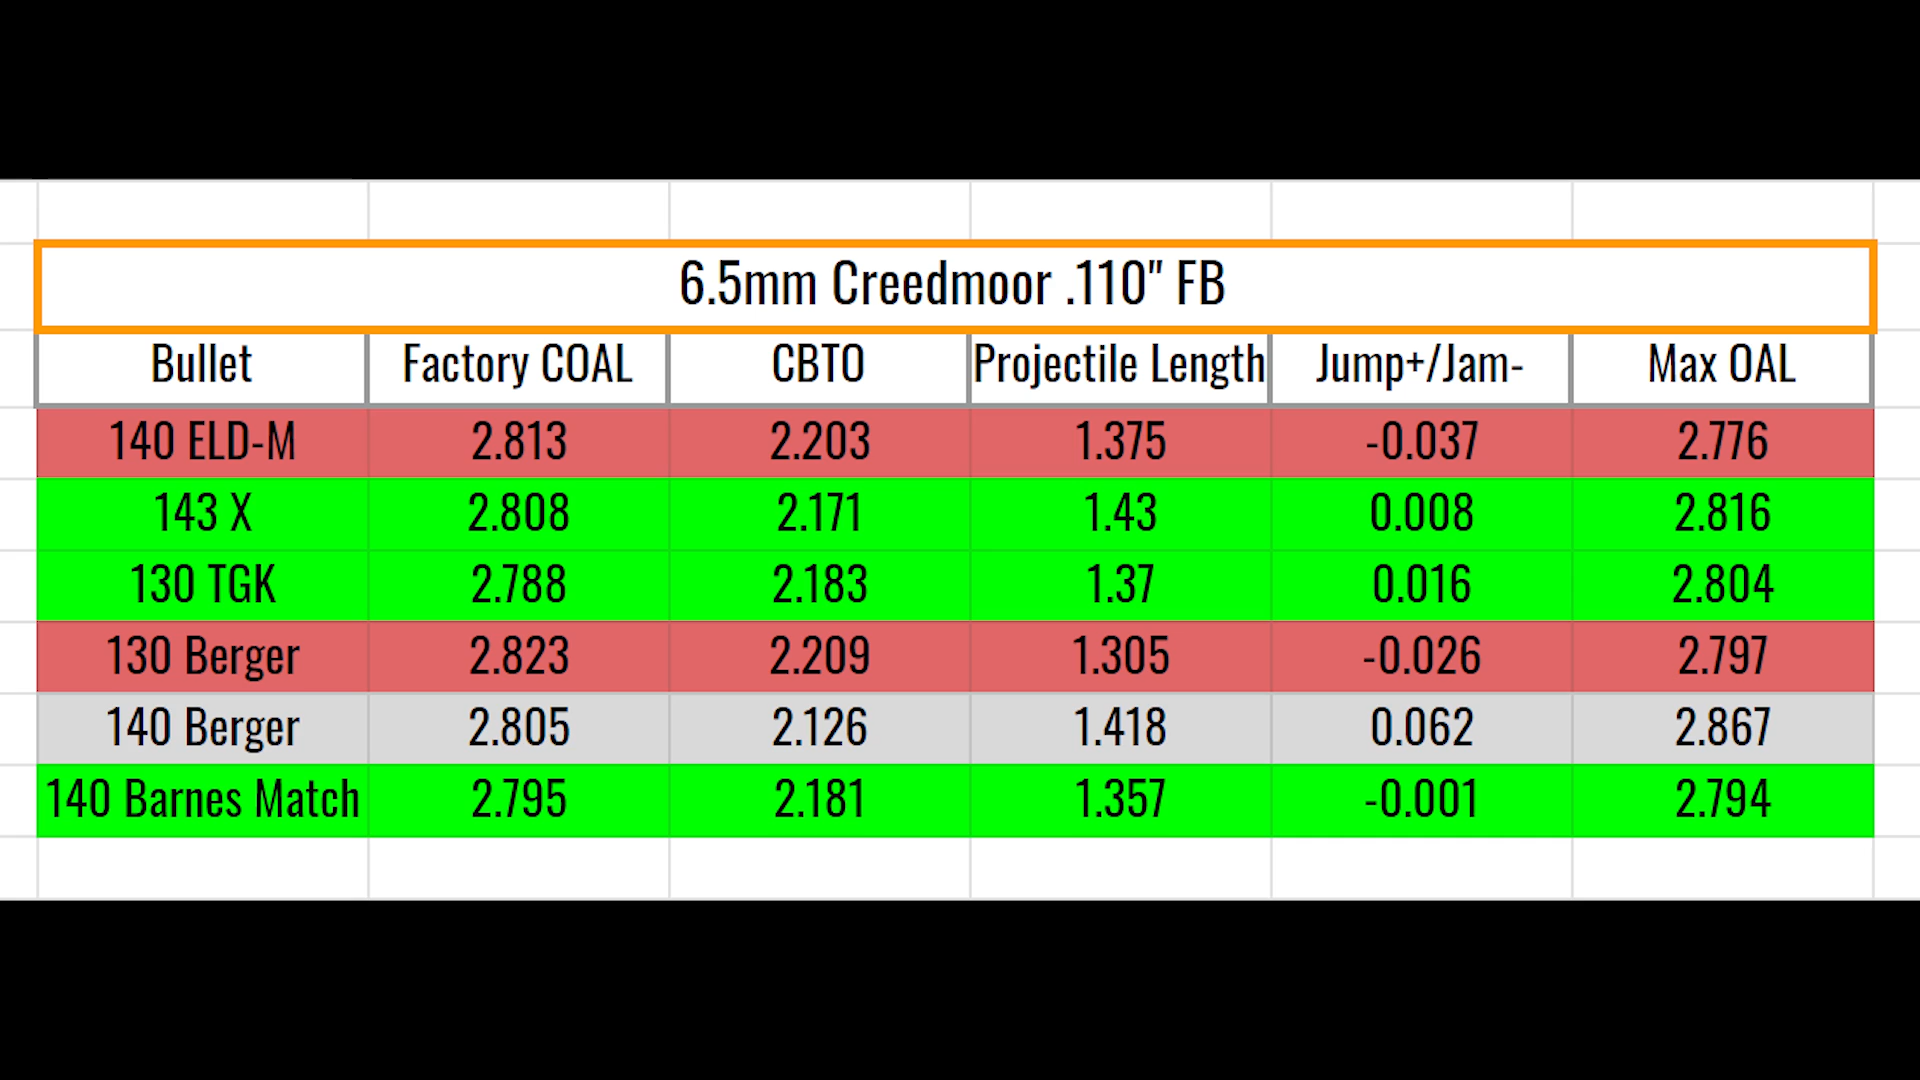 6.5mm Creedmoor .110" FB
Bullet Factory COAL CBTO Projectile Length Jump+/Jam- Max OAL
140 ELD-M 2.813 2.203 1.375 -0.037 2.776
143 X 2.808 2.171 1.43 0.008 2.816
130 TGK 2.788 2.183 1.37 0.016 2.804
130 Berger 2.823 2.209 1.305 -0.026 2.797
140 Berger 2.805 2.126 1.418 0.062 2.867
140 Barnes Match 2.795 2.181 1.357 -0.001 2.794